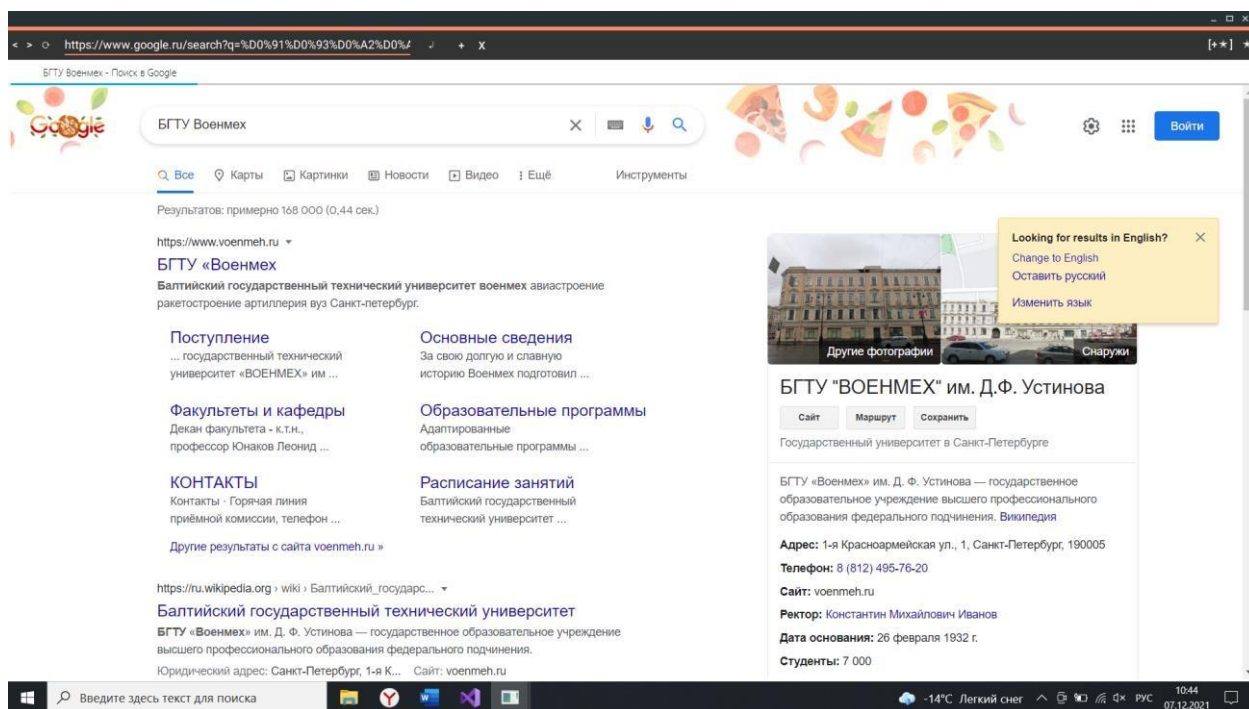 https://www.google.ru/search?q=%D0%91%D0%93%D0%A2%D0%
+ X
[+★]
БГТУ Военмех - Поиск в Google
Google
БГТУ Военмех
Войти
Все Карты Картинки Новости Видео Ещё Инструменты
Результатов: примерно 168 000 (0,44 сек.)
https://www.voenmeh.ru
БГТУ «Военмех
Балтийский государственный технический университет военмех авиастроение
ракетостроение артиллерия вуз Санкт-петербург.
Поступление
... государственный технический
университет «ВОЕНМЕХ» им ...
Основные сведения
За свою долгую и славную
историю Военмех подготовил ...
Факультеты и кафедры
Декан факультета - к.т.н.,
профессор Юнаков Леонид ...
Образовательные программы
Адаптированные
образовательные программы ...
КОНТАКТЫ
Контакты · Горячая линия
приёмной комиссии, телефон ...
Расписание занятий
Балтийский государственный
технический университет ...
Другие результаты с сайта voenmeh.ru »
https://ru.wikipedia.org › wiki › Балтийский_государс...
Балтийский государственный технический университет
БГТУ «Военмех» им. Д. Ф. Устинова — государственное образовательное учреждение
высшего профессионального образования федерального подчинения.
Юридический адрес: Санкт-Петербург, 1-я К... Сайт: voenmeh.ru
Looking for results in English?
Change to English
Оставить русский
Изменить язык
Другие фотографии
Снаружи
БГТУ "ВОЕНМЕХ" им. Д.Ф. Устинова
Сайт Маршрут Сохранить
Государственный университет в Санкт-Петербурге
БГТУ «Военмех» им. Д. Ф. Устинова — государственное
образовательное учреждение высшего профессионального
образования федерального подчинения. Википедия
Адрес: 1-я Красноармейская ул., 1, Санкт-Петербург, 190005
Телефон: 8 (812) 495-76-20
Сайт: voenmeh.ru
Ректор: Константин Михайлович Иванов
Дата основания: 26 февраля 1932 г.
Студенты: 7 000
Введите здесь текст для поиска
-14°C Легкий снег
РУС
10:44
07.12.2021